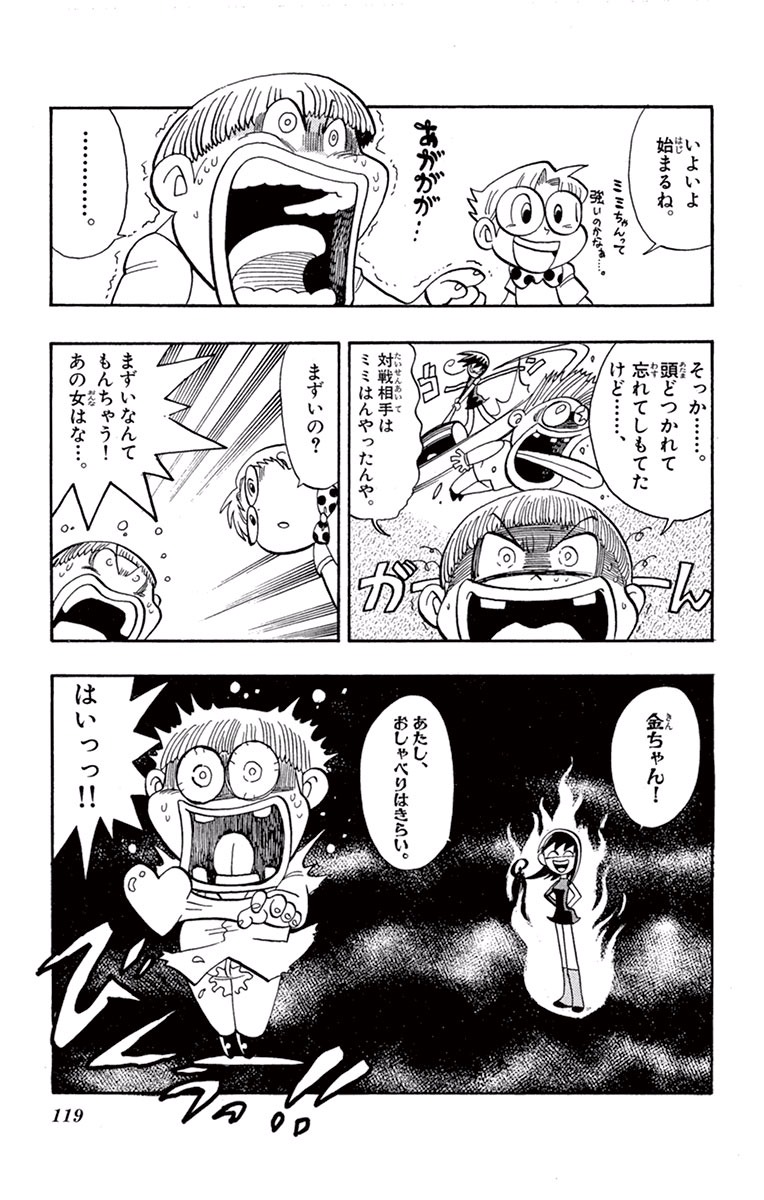 いよいよ
始まるね。
ミミちゃんって
強いのかなぁ…。
あがががが…
………。
そっか……。
頭どつかれて
忘れてしもてた
けど……、
ゴゴ
対戦相手は
ミミはんやったんや。
ガーーん
まずいの?
まずいなんて
もんちゃう!
あの女はな…。
金ちゃん!
あたし、
おしゃべりはきらい。
はいっっ!!
びくっ!!
119